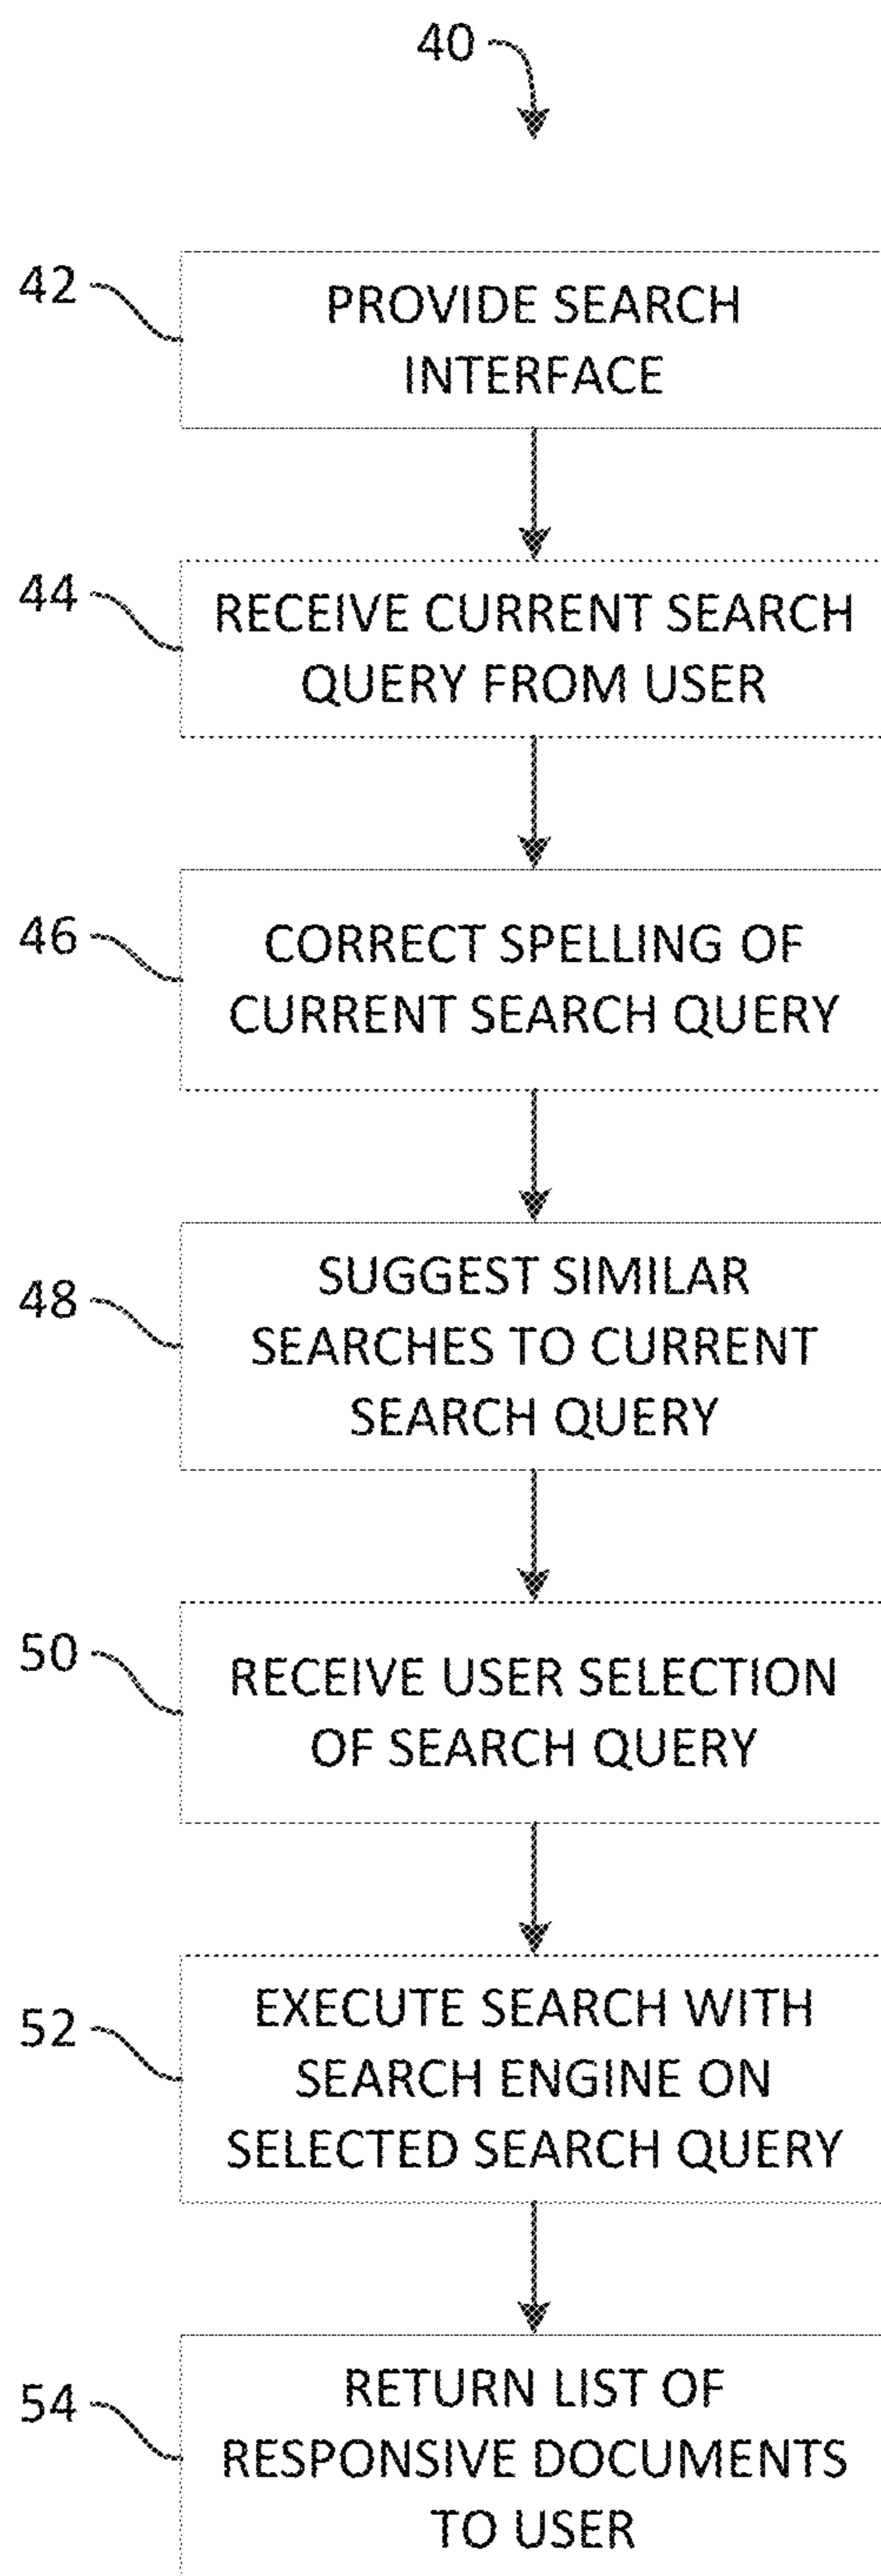 40
42
PROVIDE SEARCH
INTERFACE
44
RECEIVE CURRENT SEARCH
QUERY FROM USER
46
CORRECT SPELLING OF
CURRENT SEARCH QUERY
48
SUGGEST SIMILAR
SEARCHES TO CURRENT
SEARCH QUERY
50
RECEIVE USER SELECTION
OF SEARCH QUERY
52
EXECUTE SEARCH WITH
SEARCH ENGINE ON
SELECTED SEARCH QUERY
54
RETURN LIST OF
RESPONSIVE DOCUMENTS
TO USER